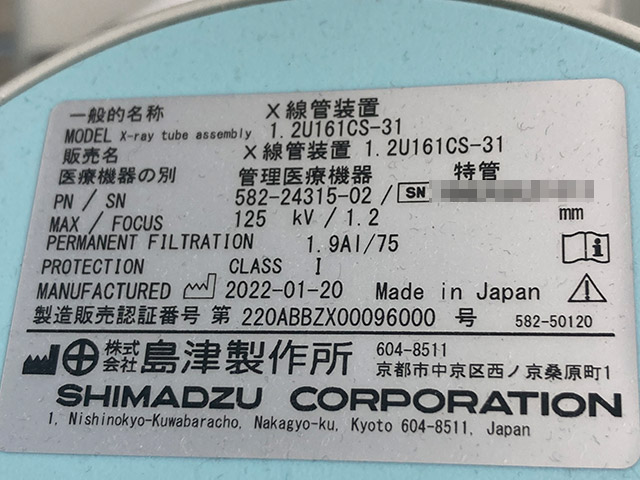 一般的名称 X線管装置
MODEL X-ray tube assembly 1.2U161CS-31
販売名 X線管装置 1.2U161CS-31
医療機器の別 管理医療機器 特管
PN / SN 582-24315-02 / SN
MAX / FOCUS 125 kV / 1.2 mm
PERMANENT FILTRATION 1.9Al/75
PROTECTION CLASS I
MANUFACTURED 2022-01-20 Made in Japan
製造販売認証番号 第 220ABBZX00096000 号 582-50120
株式会社 島津製作所 604-8511
京都市中京区西ノ京桑原町1
SHIMADZU CORPORATION
1, Nishinokyo-Kuwabaracho, Nakagyo-ku, Kyoto 604-8511, Japan